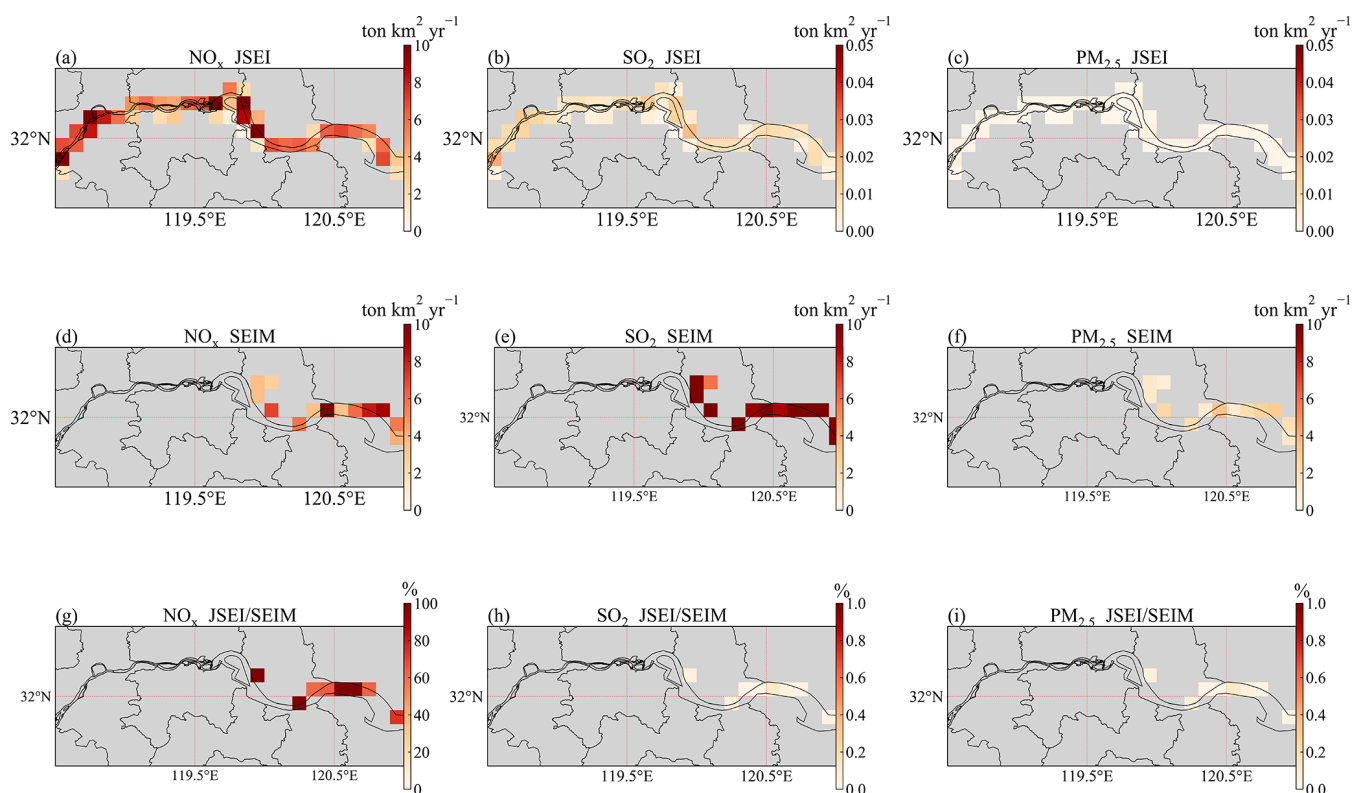 ton km² yr⁻¹ ton km² yr⁻¹ ton km² yr⁻¹
(a) NOₓ JSEI 10 (b) SO₂ JSEI 0.05 (c) PM₂.₅ JSEI 0.05
8 0.04 0.04
6 0.03 0.03
32°N 32°N 32°N
4 0.02 0.02
2 0.01 0.01
0 0.00 0.00
119.5°E 120.5°E 119.5°E 120.5°E 119.5°E 120.5°E
ton km² yr⁻¹ ton km² yr⁻¹ ton km² yr⁻¹
(d) NOₓ SEIM 10 (e) SO₂ SEIM 10 (f) PM₂.₅ SEIM 10
8 8 8
6 6 6
32°N 32°N 32°N
4 4 4
2 2 2
0 0 0
119.5°E 120.5°E 119.5°E 120.5°E 119.5°E 120.5°E
% % %
(g) NOₓ JSEI/SEIM 100 (h) SO₂ JSEI/SEIM 1.0 (i) PM₂.₅ JSEI/SEIM 1.0
80 0.8 0.8
60 0.6 0.6
32°N 32°N 32°N
40 0.4 0.4
20 0.2 0.2
0 0.0 0.0
119.5°E 120.5°E 119.5°E 120.5°E 119.5°E 120.5°E